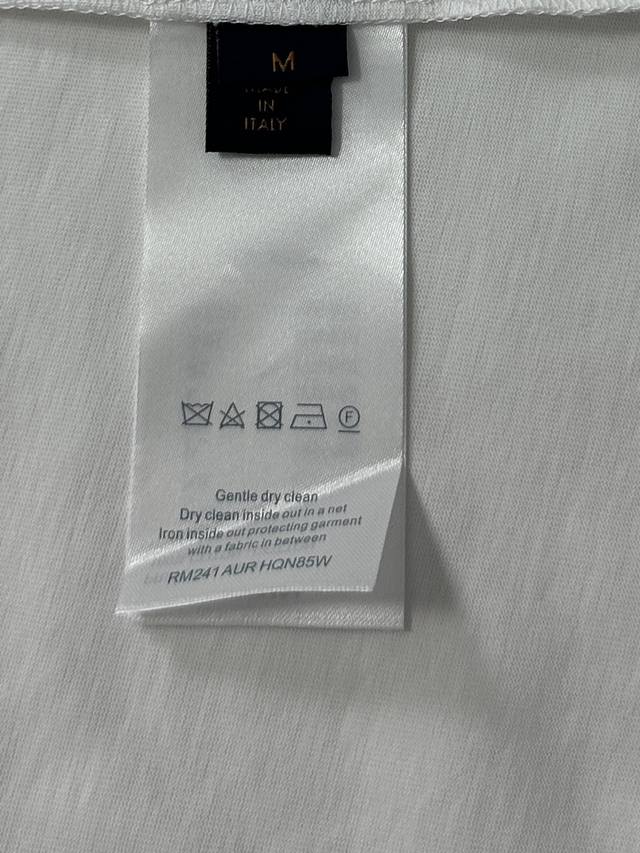 M
MADE
IN
ITALY
F
Gentle dry clean
Dry clean inside out in a net
Iron inside out protecting garment
with a fabric in between
RM241 AUR HQN85W